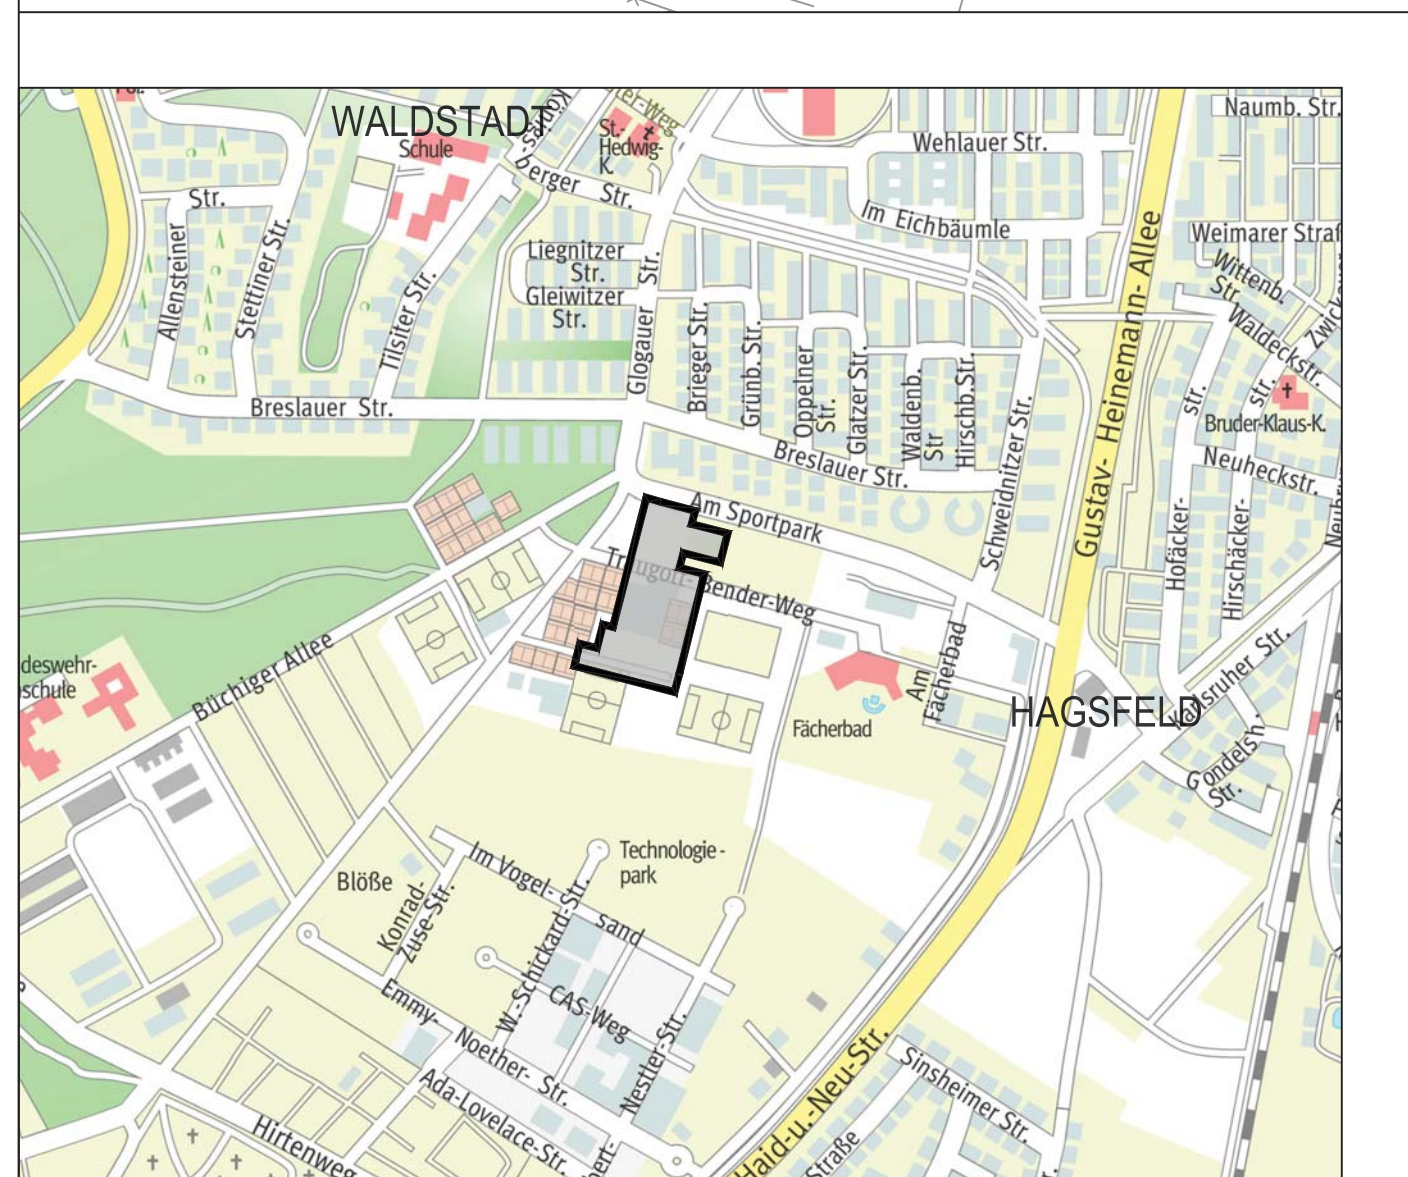 Naumb. Str.
WALDSTADT
Schule
St.-
Hedwig-
K.
Wehlauer Str.
-berger Str.
Str.
Im Eichbäumle
Weimarer Straß
Wittenb.
Str.
Waldeckstr.
Allensteiner
Stettiner Str.
Tilsiter Str.
Liegnitzer
Str.
Gleiwitzer
Str.
Glogauer Str.
Brieger Str.
Grünb. Str.
Oppelner
Str.
Glatzer Str.
Waldenb.
Str
Hirschb.Str.
Schweidnitzer Str.
Gustav- Heinemann- Allee
str.
str.
Bruder-Klaus-K.
Neuheckstr.
Hofäcker-
Hirschäcker-
Breslauer Str.
Breslauer Str.
Am Sportpark
Bender-Weg
deswehr-
schule
Büchiger Allee
Am
Fächerbad
Fächerbad
HAGSFELD
Karlsruher Str.
Gondelsh.
Str.
Technologie-
park
Blöße
Konrad-
Zuse-Str.
Im Vogel-
sand
W.-Schickard-Str.
CAS-Weg
Emmy-
Noether- Str.
Nestler-Str.
Ada-Lovelace-Str.
Hirtenweg
Haid-u.-Neu-Str.
Sinsheimer Str.
Straße